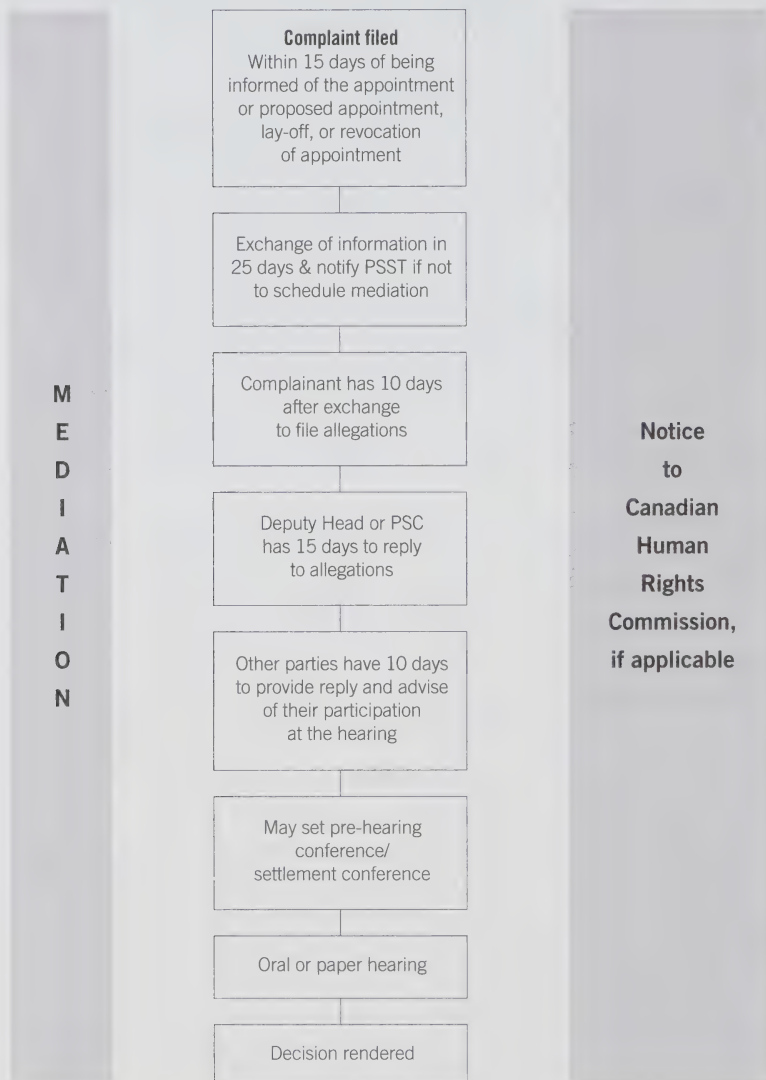 M
E
D
I
A
T
I
O
N
Complaint filed
Within 15 days of being
informed of the appointment
or proposed appointment,
lay-off, or revocation
of appointment
Exchange of information in
25 days & notify PSST if not
to schedule mediation
Complainant has 10 days
after exchange
to file allegations
Deputy Head or PSC
has 15 days to reply
to allegations
Other parties have 10 days
to provide reply and advise
of their participation
at the hearing
May set pre-hearing
conference/
settlement conference
Oral or paper hearing
Decision rendered
Notice
to
Canadian
Human
Rights
Commission,
if applicable